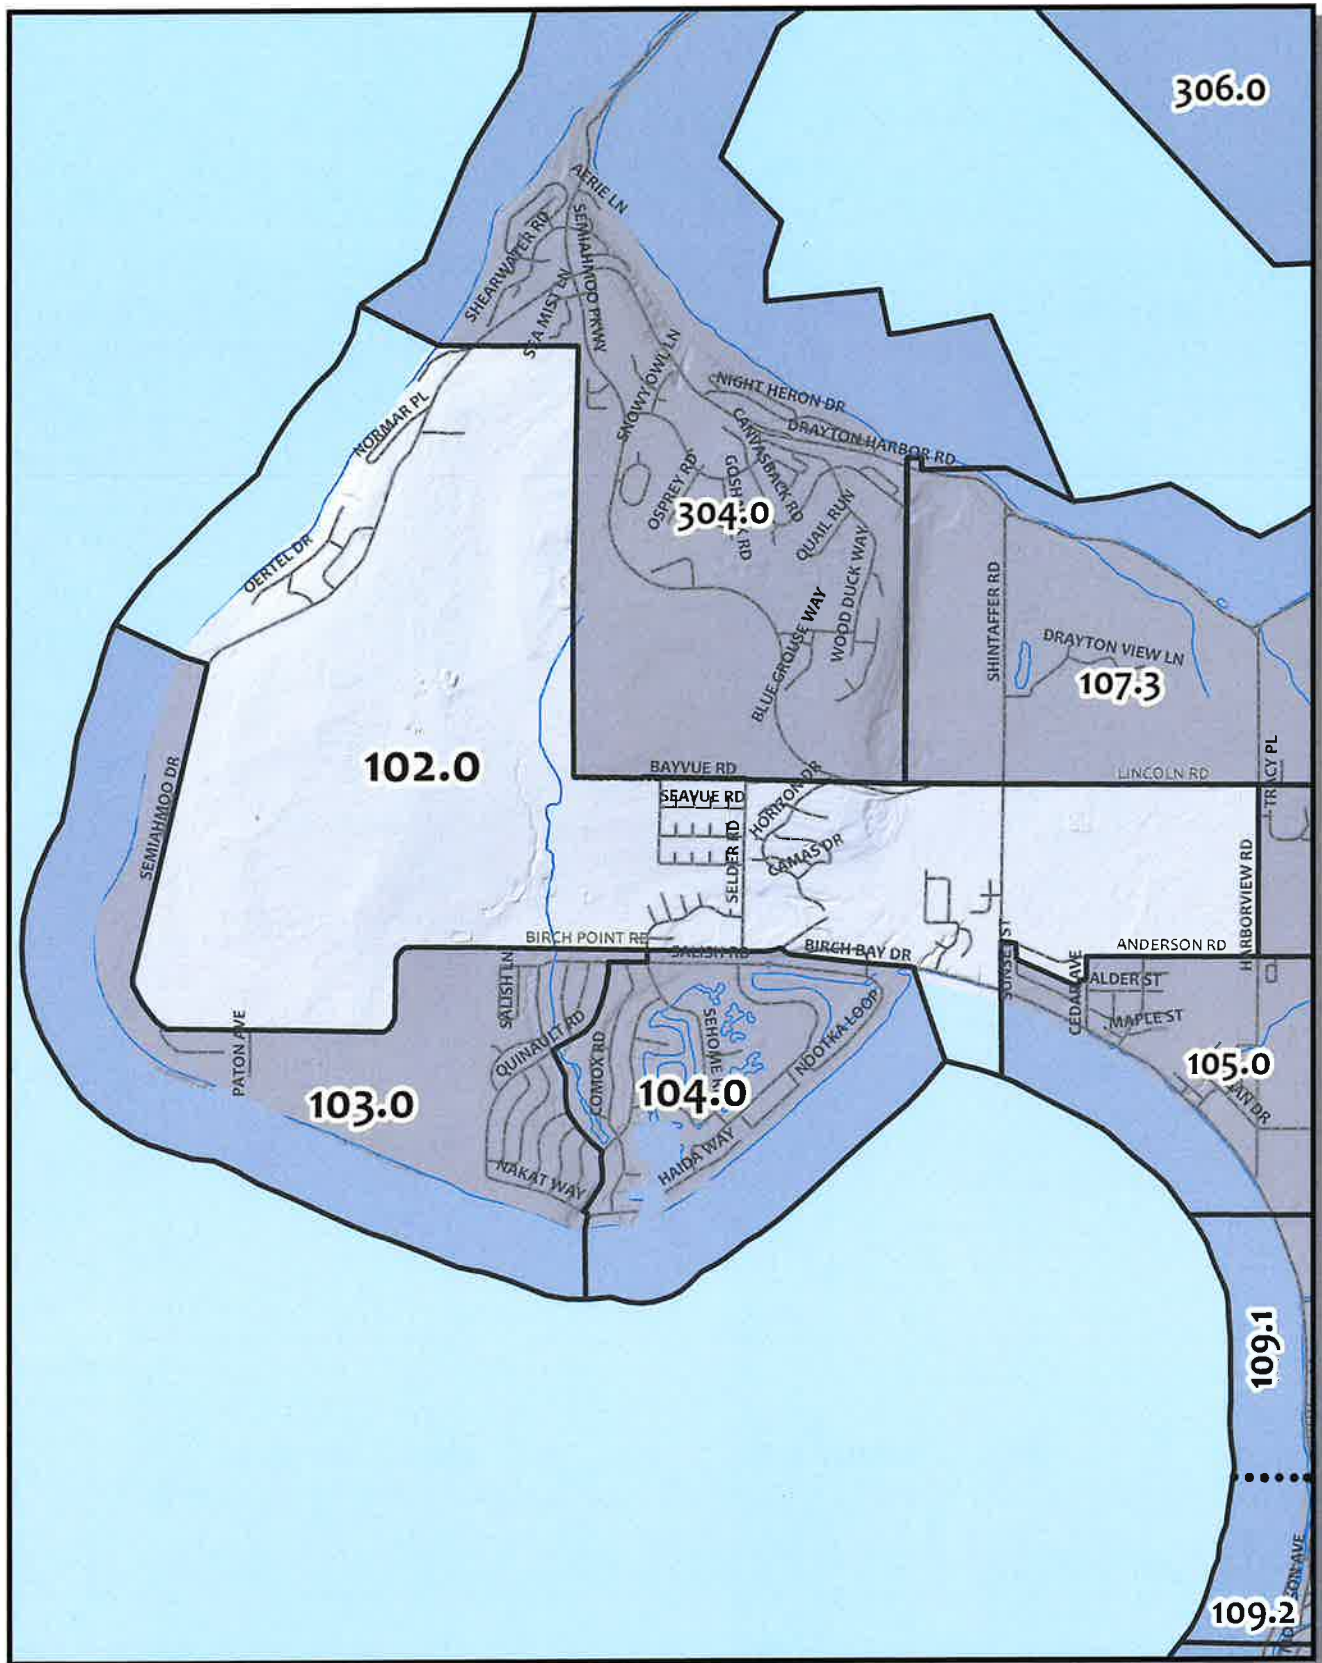 306.0
AERIE LN
SHEARWATER RD
SEMIAHMOO PKWY
SEA MIST LN
SNOWY OWL LN
NIGHT HERON DR
NORMAR PL
CANVASBACK RD
DRAYTON HARBOR RD
OSPREY RD
304.0
QUAIL RUN
OERTEL DR
WOOD DUCK WAY
BLUE GROUSE WAY
SHINTAFFER RD
DRAYTON VIEW LN
107.3
102.0
BAYVUE RD
LINCOLN RD
TRACY PL
SEAVUE RD
HORIZON DR
SEMIAHMOO DR
SELDER RD
CAMAS DR
HARBORVIEW RD
BIRCH POINT RD
SALISH RD
BIRCH BAY DR
SUNSET ST
ANDERSON RD
SALISH LN
CEDAR AVE
ALDER ST
MAPLE ST
PATON AVE
QUINAULT RD
COMOX RD
NOOTKA LOOP
103.0
104.0
105.0
HAIDA WAY
NAKAT WAY
109.1
109.2